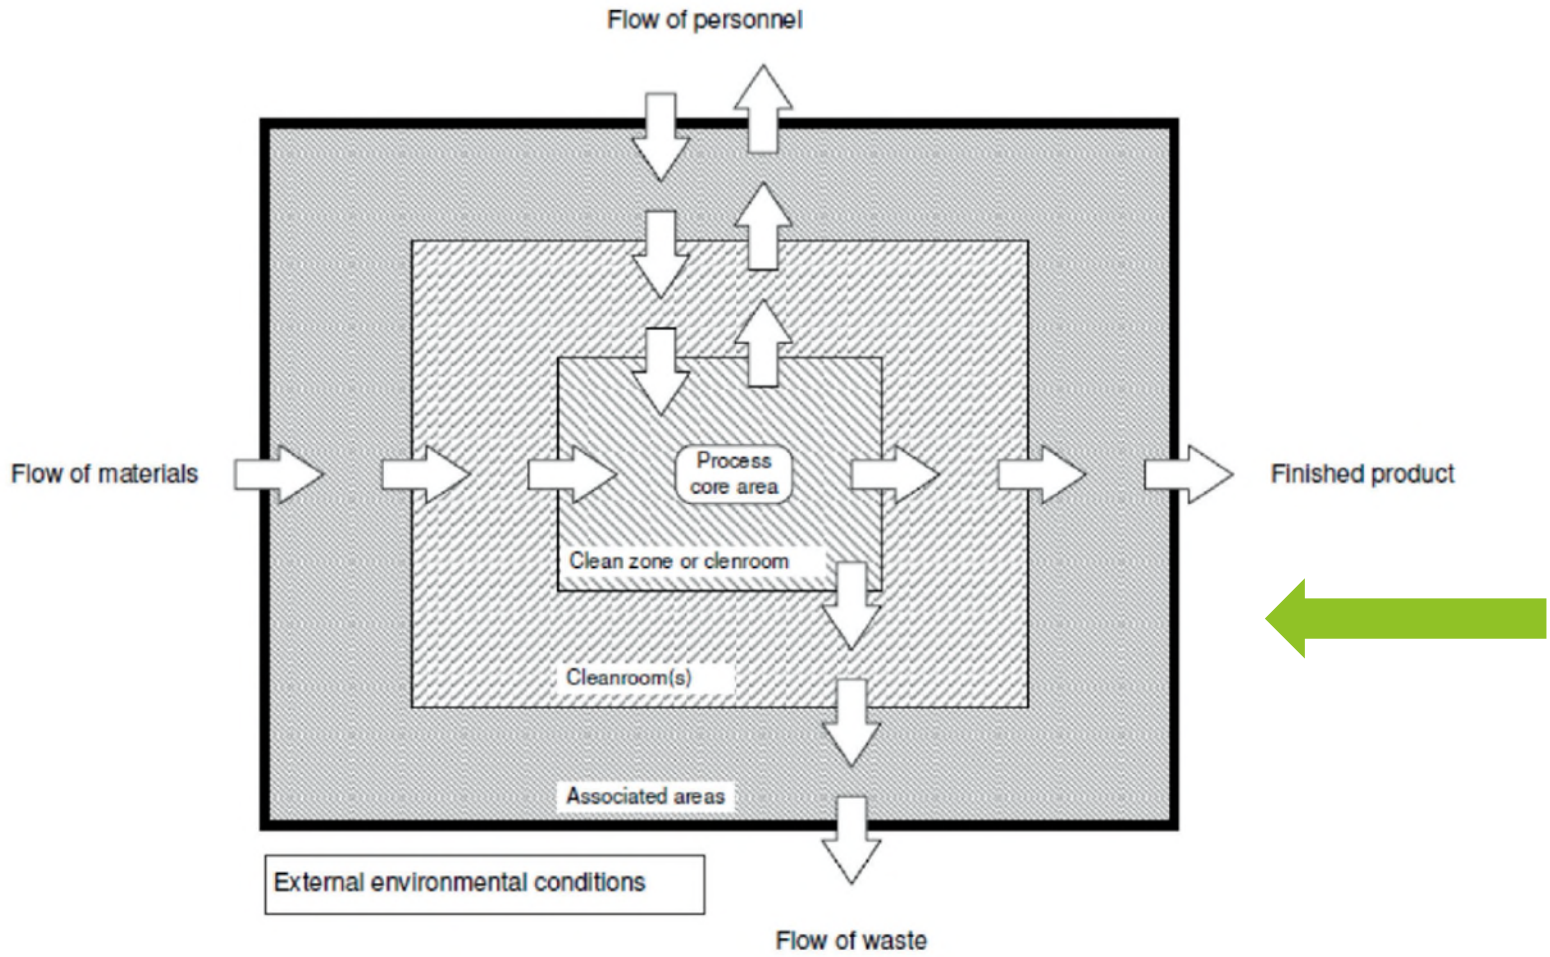 Flow of personnel
Flow of materials
Process
core area
Finished product
Clean zone or clenroom
Cleanroom(s)
Associated areas
External environmental conditions
Flow of waste